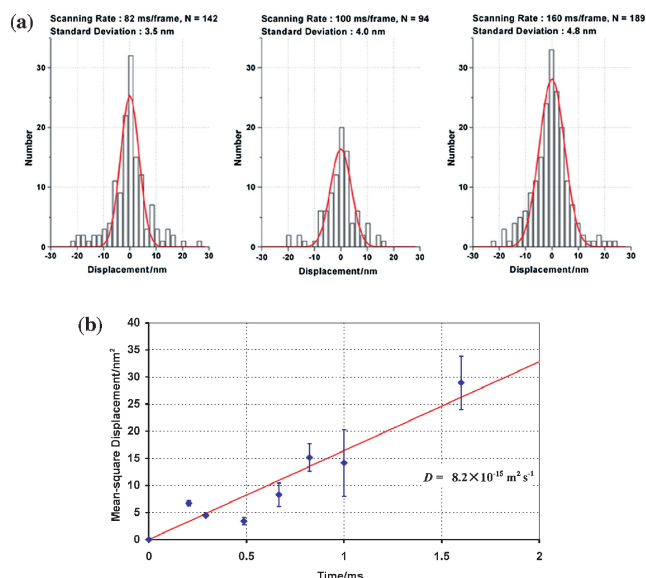 (a)
Scanning Rate : 82 ms/frame, N = 142
Standard Deviation : 3.5 nm
Number
30
20
10
0
-30 -20 -10 0 10 20 30
Displacement/nm
Scanning Rate : 100 ms/frame, N = 94
Standard Deviation : 4.0 nm
Number
30
20
10
0
-30 -20 -10 0 10 20 30
Displacement/nm
Scanning Rate : 160 ms/frame, N = 189
Standard Deviation : 4.8 nm
Number
30
20
10
0
-30 -20 -10 0 10 20 30
Displacement/nm
(b)
Mean-square Displacement/nm²
40
35
30
25
20
15
10
5
0
D = 8.2×10⁻¹⁵ m² s⁻¹
0 0.5 1 1.5 2
Time/ms